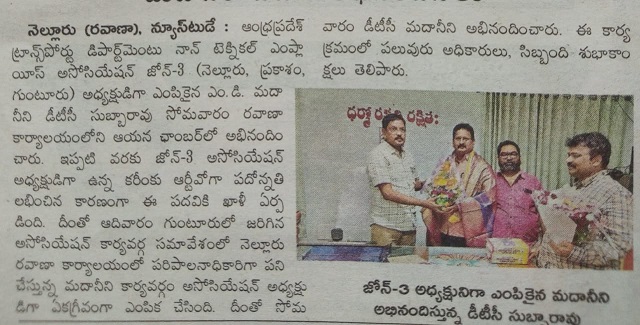 నెల్లూరు (రవాణా), న్యూస్‌టుడే : ఆంధ్రప్రదేశ్
ట్రాన్స్‌పోర్టు డిపార్ట్‌మెంటు నాన్ టెక్నికల్ ఎంప్లా
యీస్ అసోసియేషన్ జోన్-3 (నెల్లూరు, ప్రకాశం,
గుంటూరు) అధ్యక్షుడిగా ఎంపికైన ఎం.డి. మదా
నీని డీటీసీ సుబ్బారావు సోమవారం రవాణా
కార్యాలయంలోని ఆయన ఛాంబర్‌లో అభినందిం
చారు. ఇప్పటి వరకు జోన్-3 అసోసియేషన్
అధ్యక్షుడిగా ఉన్న కరీంకు ఆర్టీవోగా పదోన్నతి
లభించిన కారణంగా ఈ పదవికి ఖాళీ ఏర్ప
డింది. దీంతో ఆదివారం గుంటూరులో జరిగిన
అసోసియేషన్ కార్యవర్గ సమావేశంలో నెల్లూరు
రవాణా కార్యాలయంలో పరిపాలనాధికారిగా పని
చేస్తున్న మదానీని కార్యవర్గం అసోసియేషన్ అధ్యక్షు
డిగా ఏకగ్రీవంగా ఎంపిక చేసింది. దీంతో సోమ
వారం డీటీసీ మదానీని అభినందించారు. ఈ కార్య
క్రమంలో పలువురు అధికారులు, సిబ్బంది శుభాకాం
క్షలు తెలిపారు.
ధర్మో రక్షతి రక్షితః
జోన్-3 అధ్యక్షునిగా ఎంపికైన మదానీని
అభినందిస్తున్న డీటీసీ సుబ్బారావు